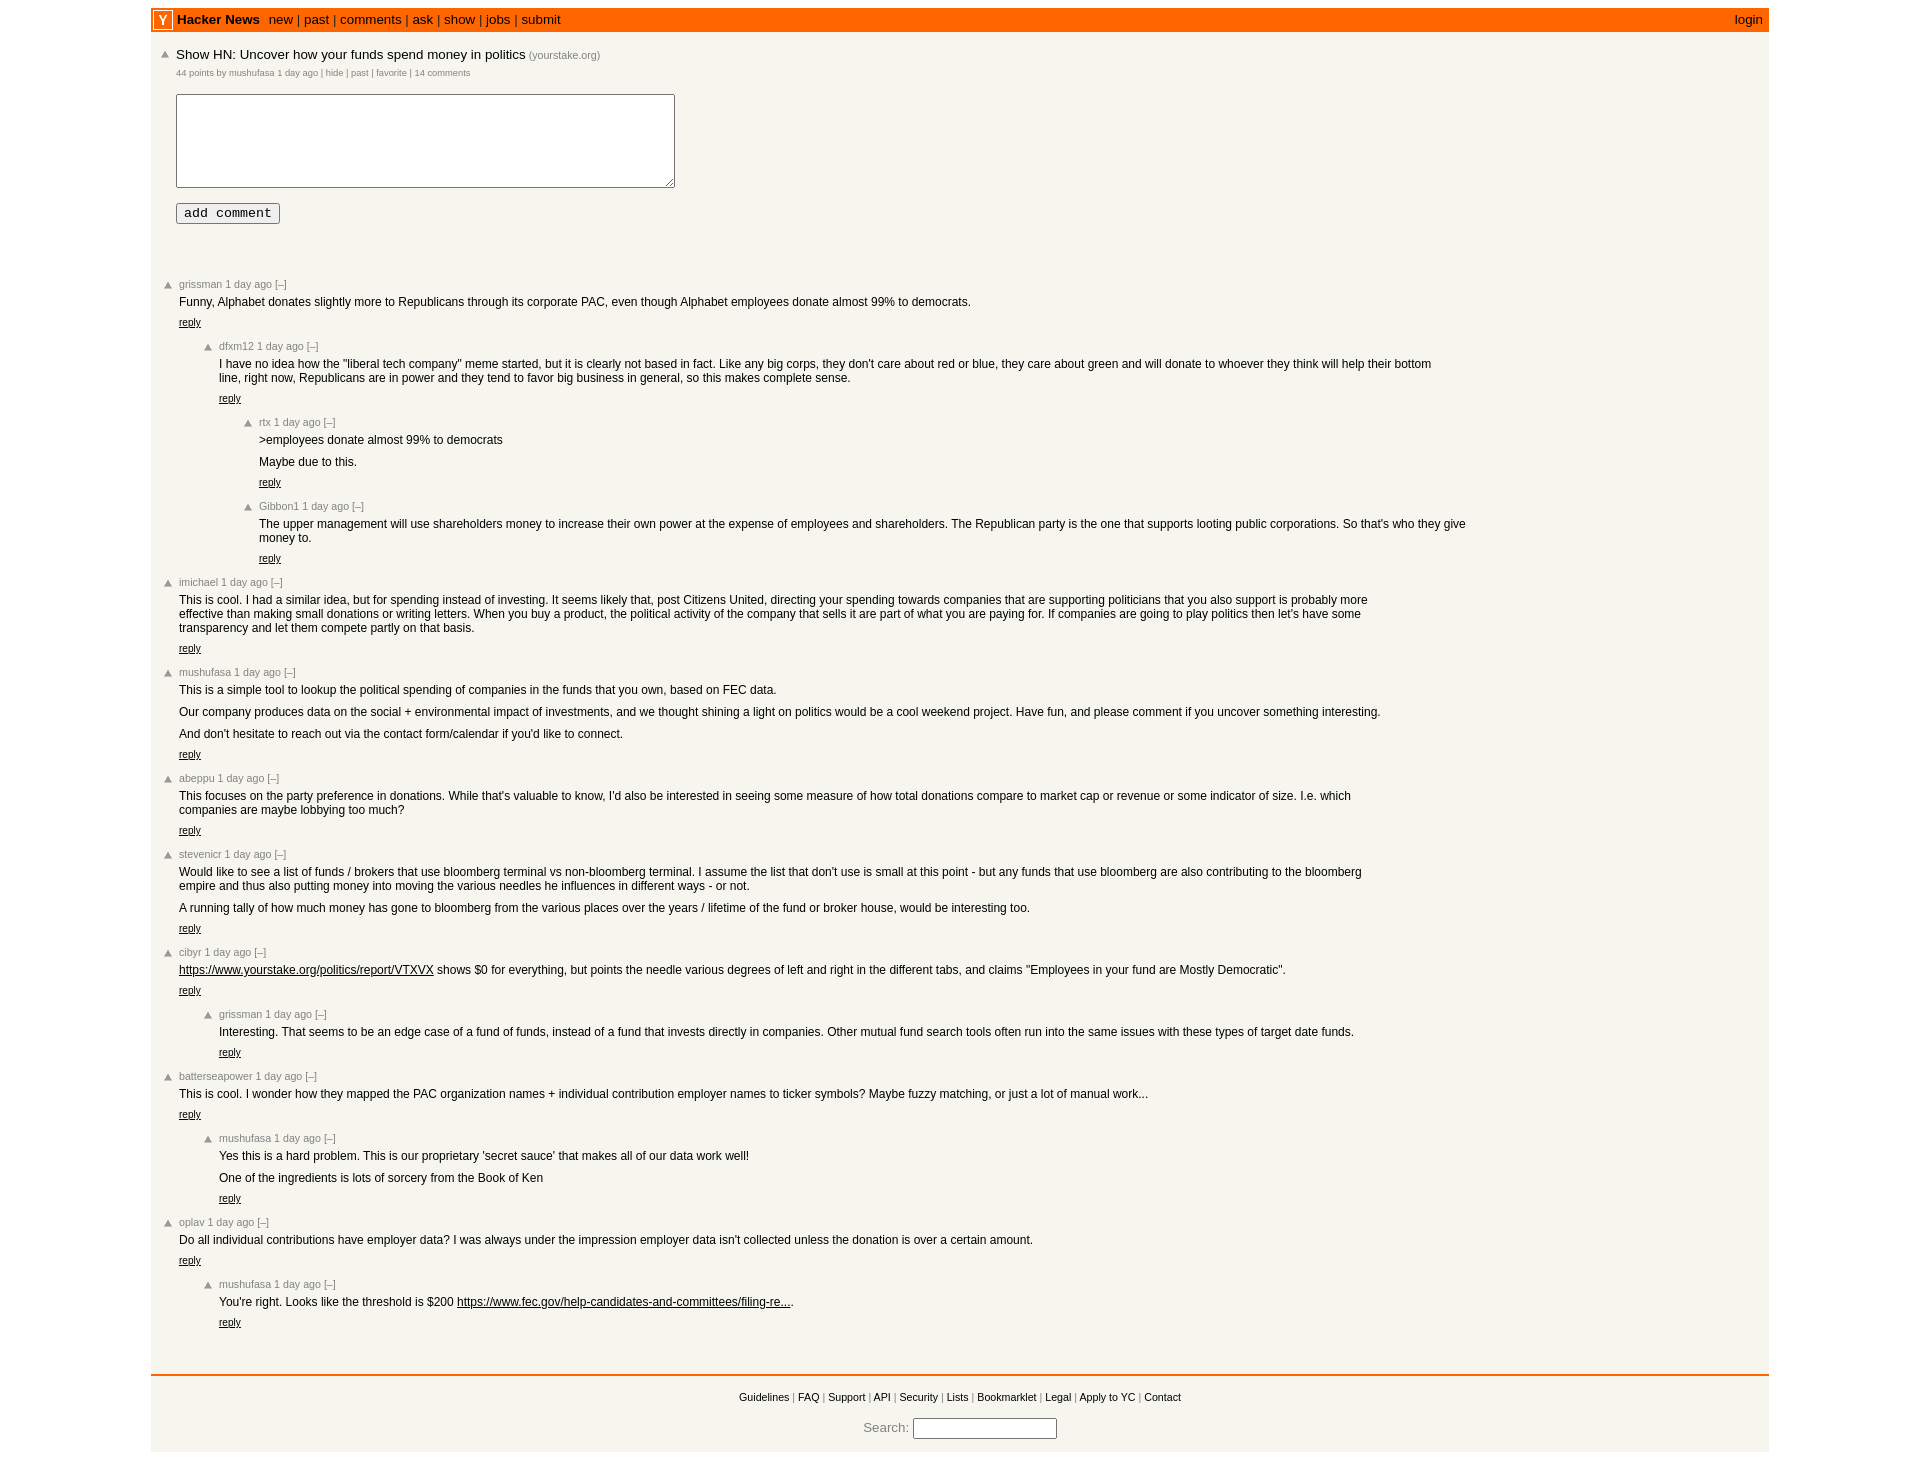 Y Hacker News new | past | comments | ask | show | jobs | submit login
Show HN: Uncover how your funds spend money in politics (yourstake.org)
44 points by mushufasa 1 day ago | hide | past | favorite | 14 comments
add comment
grissman 1 day ago [–]
Funny, Alphabet donates slightly more to Republicans through its corporate PAC, even though Alphabet employees donate almost 99% to democrats.
reply
dfxm12 1 day ago [–]
I have no idea how the "liberal tech company" meme started, but it is clearly not based in fact. Like any big corps, they don't care about red or blue, they care about green and will donate to whoever they think will help their bottom
line, right now, Republicans are in power and they tend to favor big business in general, so this makes complete sense.
reply
rtx 1 day ago [–]
>employees donate almost 99% to democrats
Maybe due to this.
reply
Gibbon1 1 day ago [–]
The upper management will use shareholders money to increase their own power at the expense of employees and shareholders. The Republican party is the one that supports looting public corporations. So that's who they give
money to.
reply
imichael 1 day ago [–]
This is cool. I had a similar idea, but for spending instead of investing. It seems likely that, post Citizens United, directing your spending towards companies that are supporting politicians that you also support is probably more
effective than making small donations or writing letters. When you buy a product, the political activity of the company that sells it are part of what you are paying for. If companies are going to play politics then let's have some
transparency and let them compete partly on that basis.
reply
mushufasa 1 day ago [–]
This is a simple tool to lookup the political spending of companies in the funds that you own, based on FEC data.
Our company produces data on the social + environmental impact of investments, and we thought shining a light on politics would be a cool weekend project. Have fun, and please comment if you uncover something interesting.
And don't hesitate to reach out via the contact form/calendar if you'd like to connect.
reply
abeppu 1 day ago [–]
This focuses on the party preference in donations. While that's valuable to know, I'd also be interested in seeing some measure of how total donations compare to market cap or revenue or some indicator of size. I.e. which
companies are maybe lobbying too much?
reply
stevenicr 1 day ago [–]
Would like to see a list of funds / brokers that use bloomberg terminal vs non-bloomberg terminal. I assume the list that don't use is small at this point - but any funds that use bloomberg are also contributing to the bloomberg
empire and thus also putting money into moving the various needles he influences in different ways - or not.
A running tally of how much money has gone to bloomberg from the various places over the years / lifetime of the fund or broker house, would be interesting too.
reply
cibyr 1 day ago [–]
https://www.yourstake.org/politics/report/VTXVX shows $0 for everything, but points the needle various degrees of left and right in the different tabs, and claims "Employees in your fund are Mostly Democratic".
reply
grissman 1 day ago [–]
Interesting. That seems to be an edge case of a fund of funds, instead of a fund that invests directly in companies. Other mutual fund search tools often run into the same issues with these types of target date funds.
reply
batterseapower 1 day ago [–]
This is cool. I wonder how they mapped the PAC organization names + individual contribution employer names to ticker symbols? Maybe fuzzy matching, or just a lot of manual work...
reply
mushufasa 1 day ago [–]
Yes this is a hard problem. This is our proprietary 'secret sauce' that makes all of our data work well!
One of the ingredients is lots of sorcery from the Book of Ken
reply
oplav 1 day ago [–]
Do all individual contributions have employer data? I was always under the impression employer data isn't collected unless the donation is over a certain amount.
reply
mushufasa 1 day ago [–]
You're right. Looks like the threshold is $200 https://www.fec.gov/help-candidates-and-committees/filing-re....
reply
Guidelines | FAQ | Support | API | Security | Lists | Bookmarklet | Legal | Apply to YC | Contact
Search: